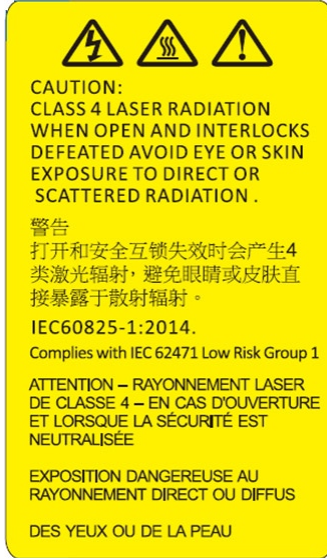 CAUTION:
CLASS 4 LASER RADIATION
WHEN OPEN AND INTERLOCKS
DEFEATED AVOID EYE OR SKIN
EXPOSURE TO DIRECT OR
SCATTERED RADIATION .
警告
打开和安全互锁失效时会产生4
类激光辐射，避免眼睛或皮肤直
接暴露于散射辐射。
IEC60825-1:2014.
Complies with IEC 62471 Low Risk Group 1
ATTENTION – RAYONNEMENT LASER
DE CLASSE 4 – EN CAS D'OUVERTURE
ET LORSQUE LA SÉCURITÉ EST
NEUTRALISÉE
EXPOSITION DANGEREUSE AU
RAYONNEMENT DIRECT OU DIFFUS
DES YEUX OU DE LA PEAU